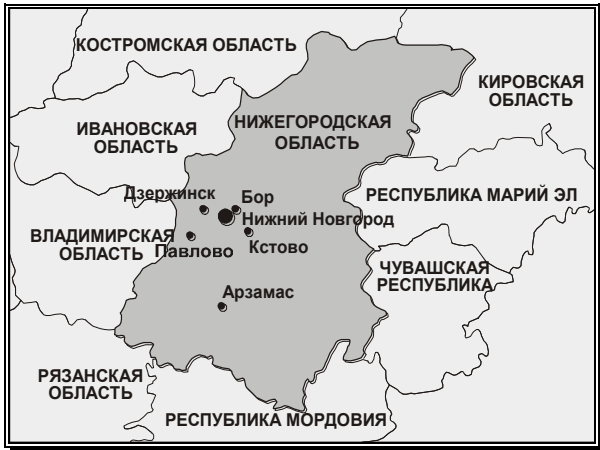 КОСТРОМСКАЯ ОБЛАСТЬ
КИРОВСКАЯ
ОБЛАСТЬ
ИВАНОВСКАЯ
ОБЛАСТЬ
НИЖЕГОРОДСКАЯ
ОБЛАСТЬ
Дзержинск
Бор
РЕСПУБЛИКА МАРИЙ ЭЛ
Нижний Новгород
ВЛАДИМИРСКАЯ
ОБЛАСТЬ
Павлово
Кстово
ЧУВАШСКАЯ
РЕСПУБЛИКА
Арзамас
РЯЗАНСКАЯ
ОБЛАСТЬ
РЕСПУБЛИКА МОРДОВИЯ